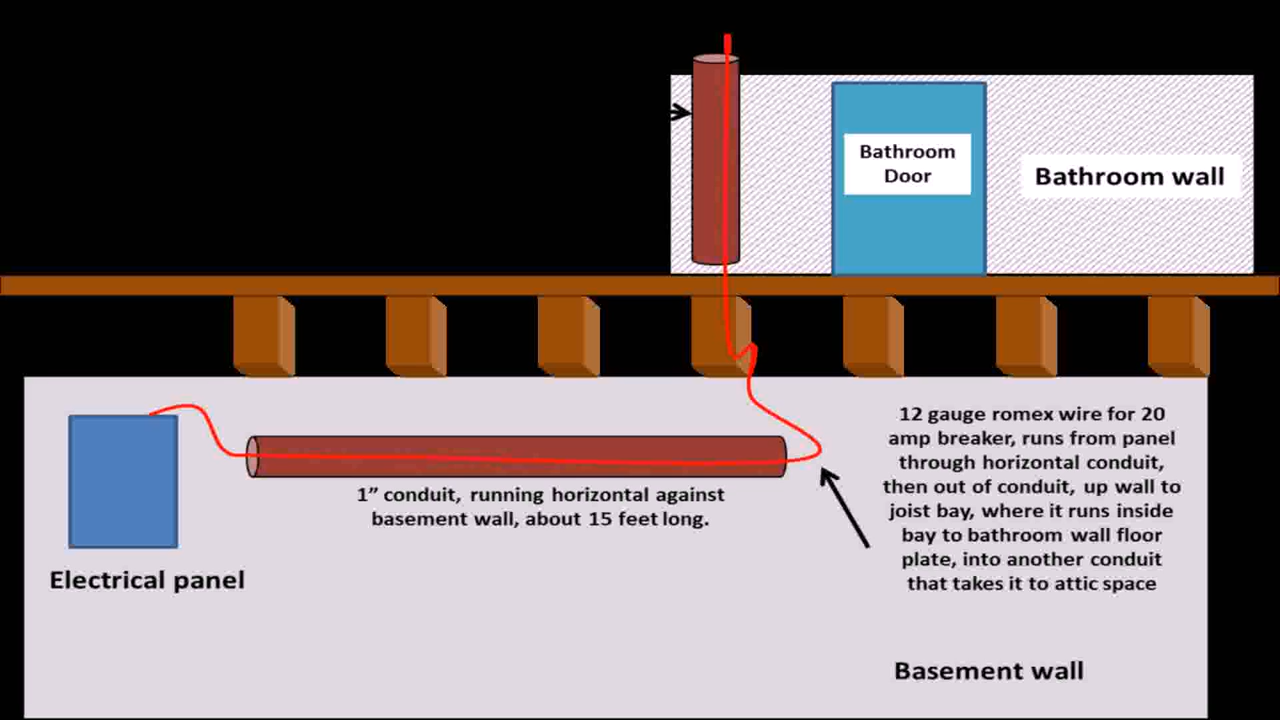 Bathroom
Door
Bathroom wall
1” conduit, running horizontal against
basement wall, about 15 feet long.
Electrical panel
12 gauge romex wire for 20
amp breaker, runs from panel
through horizontal conduit,
then out of conduit, up wall to
joist bay, where it runs inside
bay to bathroom wall floor
plate, into another conduit
that takes it to attic space
Basement wall